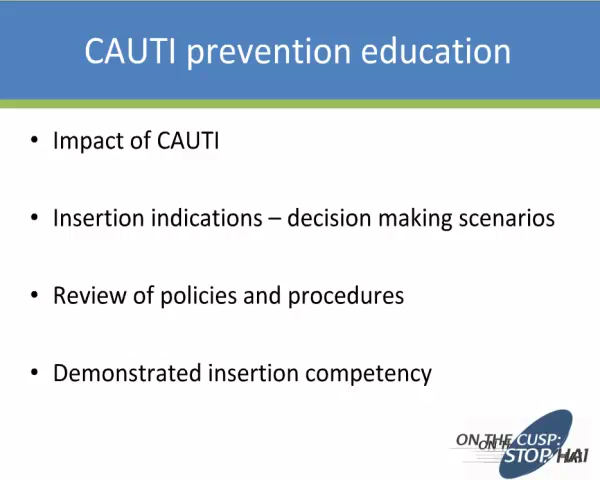 CAUTI prevention education
• Impact of CAUTI
• Insertion indications – decision making scenarios
• Review of policies and procedures
• Demonstrated insertion competency
ON THE CUSP:
STOP HAI